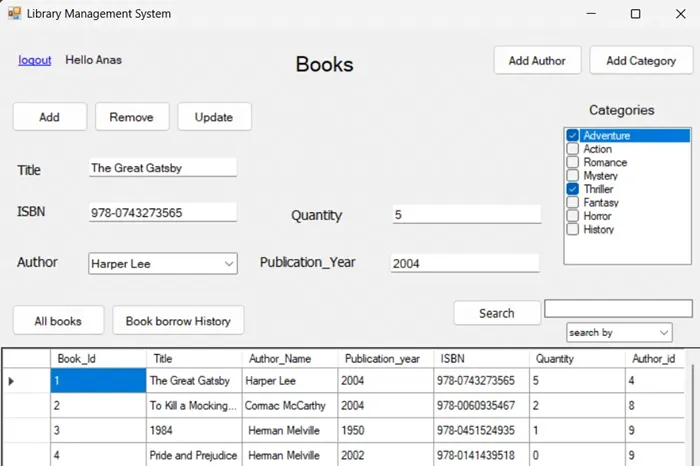 Library Management System
logout Hello Anas
Books
Add Author Add Category
Add Remove Update
Categories
Adventure
Action
Romance
Mystery
Thriller
Fantasy
Horror
History
Title The Great Gatsby
ISBN 978-0743273565
Quantity 5
Author Harper Lee
Publication_Year 2004
All books Book borrow History
Search
search by
Book_Id Title Author_Name Publication_year ISBN Quantity Author_id
1 The Great Gatsby Harper Lee 2004 978-0743273565 5 4
2 To Kill a Mocking... Cormac McCarthy 2004 978-0060935467 2 8
3 1984 Herman Melville 1950 978-0451524935 1 9
4 Pride and Prejudice Herman Melville 2002 978-0141439518 0 9